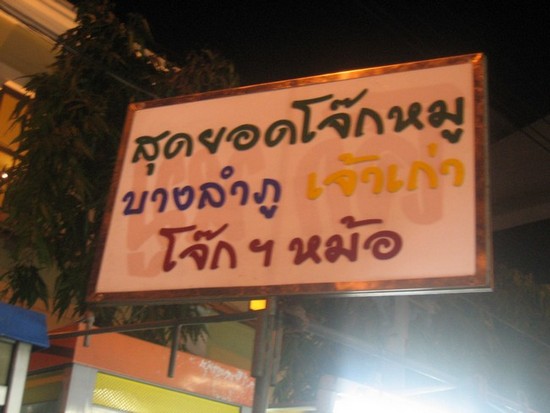 สุดยอดโจ๊กหมู
บางลำภู เจ้าเก่า
โจ๊ก ฯ หม้อ